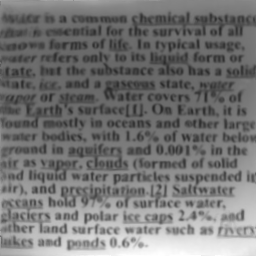 Water is a common chemical substance
that is essential for the survival of all
known forms of life. In typical usage,
water refers only to its liquid form or
state, but the substance also has a solid
state, ice, and a gaseous state, water
vapor or steam. Water covers 71% of
the Earth's surface[1]. On Earth, it is
found mostly in oceans and other large
water bodies, with 1.6% of water below
ground in aquifers and 0.001% in the
air as vapor, clouds (formed of solid
and liquid water particles suspended in
air), and precipitation.[2] Saltwater
oceans hold 97% of surface water,
glaciers and polar ice caps 2.4%, and
other land surface water such as rivers
lakes and ponds 0.6%.